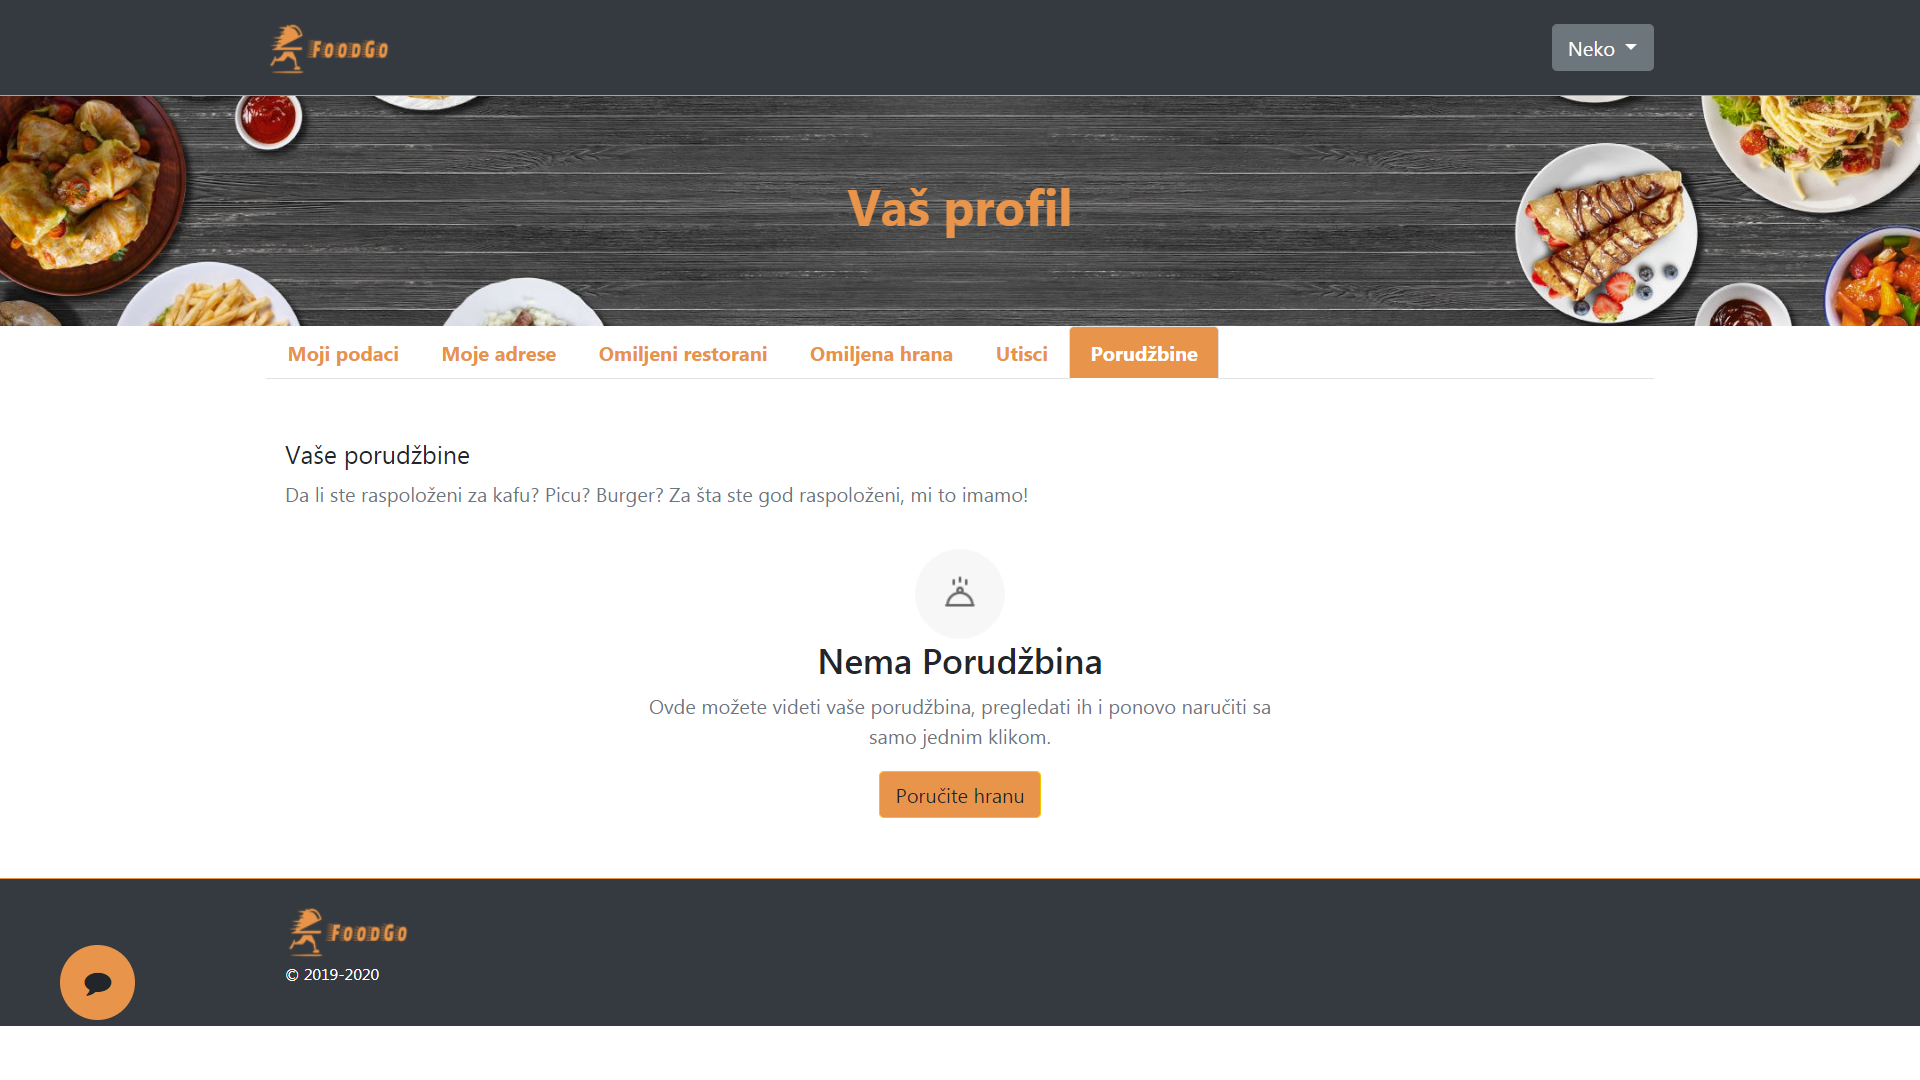 FoodGo
Neko
Vaš profil
Moji podaci
Moje adrese
Omiljeni restorani
Omiljena hrana
Utisci
Porudžbine
Vaše porudžbine
Da li ste raspoloženi za kafu? Picu? Burger? Za šta ste god raspoloženi, mi to imamo!
Nema Porudžbina
Ovde možete videti vaše porudžbina, pregledati ih i ponovo naručiti sa
samo jednim klikom.
Poručite hranu
FoodGo
© 2019-2020